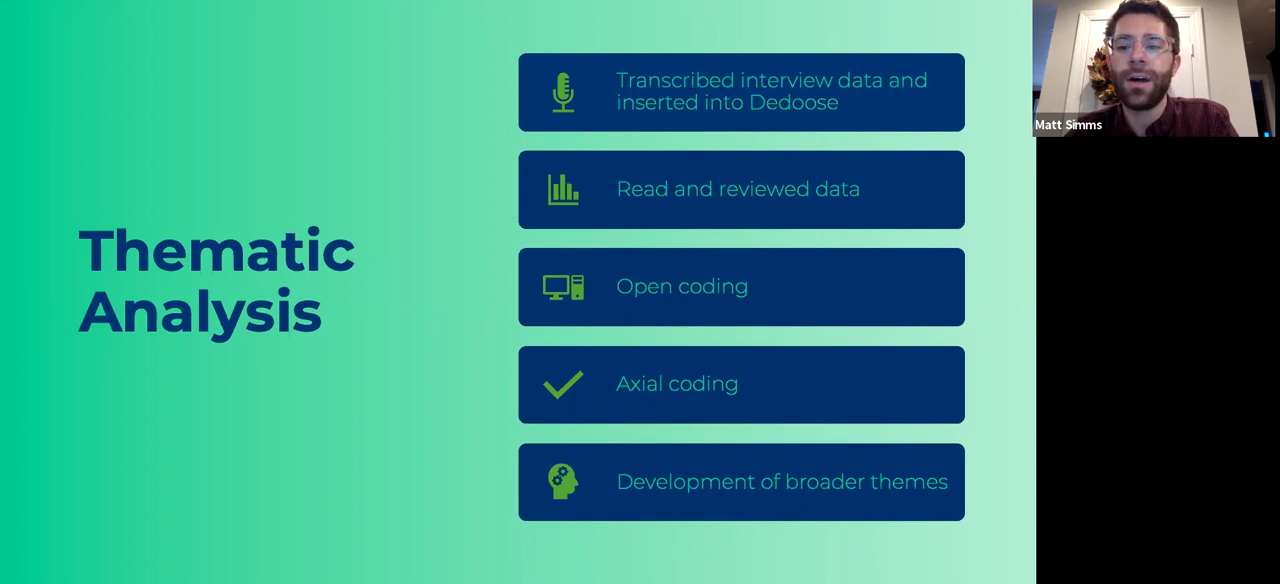 Thematic
Analysis
Transcribed interview data and
inserted into Dedoose
Read and reviewed data
Open coding
Axial coding
Development of broader themes
Matt Simms